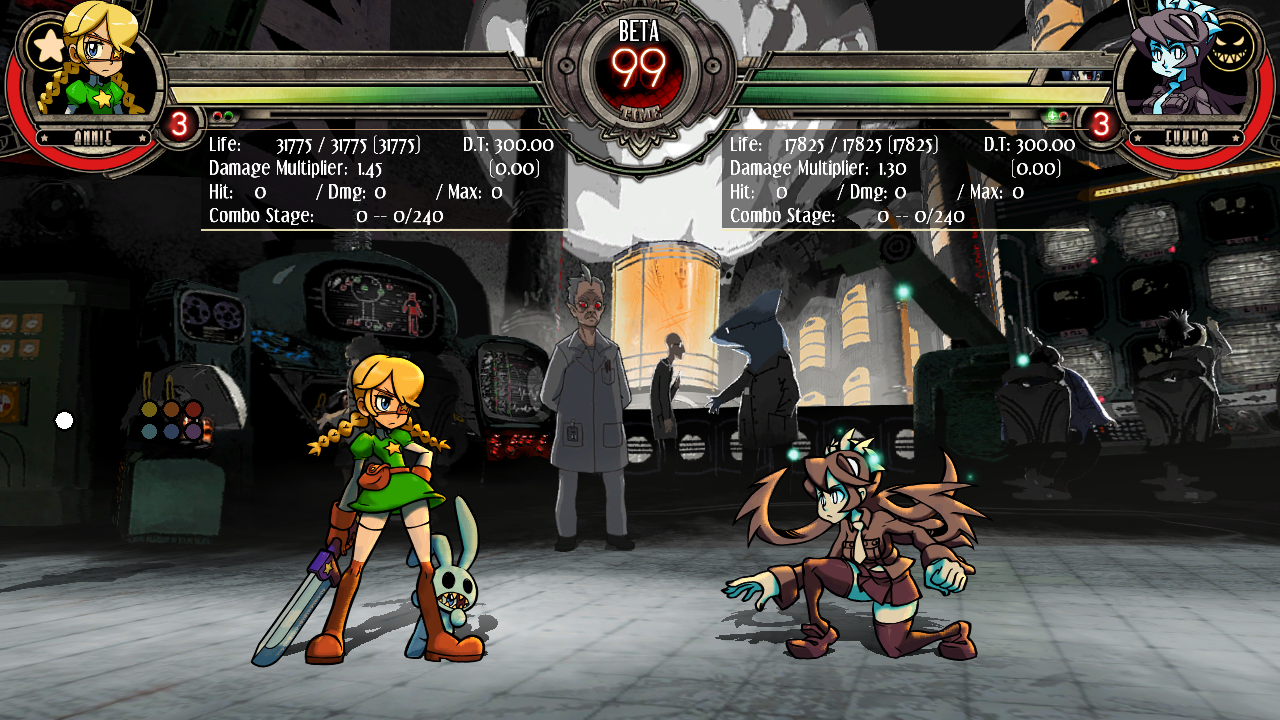 BETA
99
TIME
ANNIE
3
Life: 31775 / 31775 (31775) D.T: 300.00
Damage Multiplier: 1.45 (0.00)
Hit: 0 / Dmg: 0 / Max: 0
Combo Stage: 0 -- 0/240
FUKUA
3
Life: 17825 / 17825 (17825) D.T: 300.00
Damage Multiplier: 1.30 (0.00)
Hit: 0 / Dmg: 0 / Max: 0
Combo Stage: 0 -- 0/240